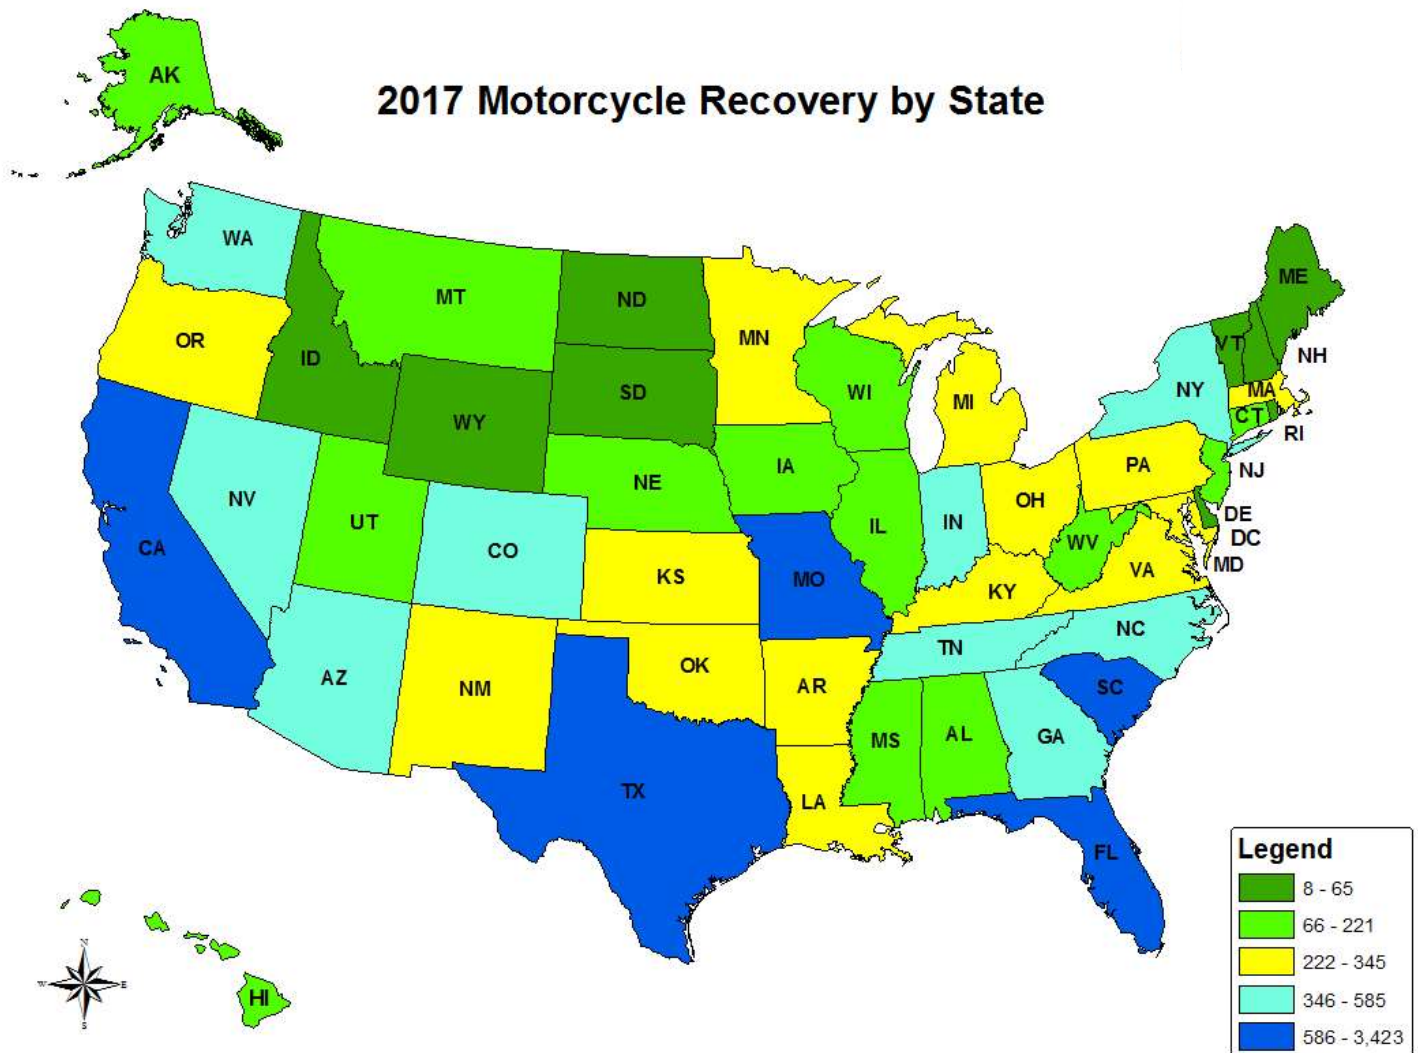 AK
2017 Motorcycle Recovery by State
WA
ME
MT
ND
OR
MN
VT
ID
NH
WI
NY
MA
SD
MI
CT
WY
RI
IA
PA
NE
NJ
NV
OH
UT
IL
IN
DE
CO
WV
DC
CA
MD
KS
MO
VA
KY
NC
TN
OK
AZ
NM
AR
SC
MS
AL
GA
TX
LA
FL
Legend
8 - 65
66 - 221
222 - 345
346 - 585
586 - 3,423
N
W
E
S
HI